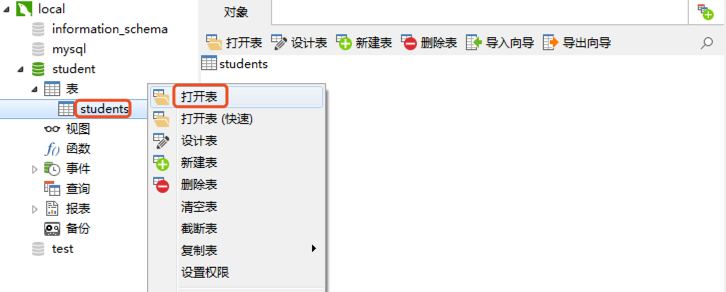 local
information_schema
mysql
student
表
students
视图
函数
事件
查询
报表
备份
test
对象
打开表 设计表 新建表 删除表 导入向导 导出向导
students
打开表
打开表 (快速)
设计表
新建表
删除表
清空表
截断表
复制表
设置权限